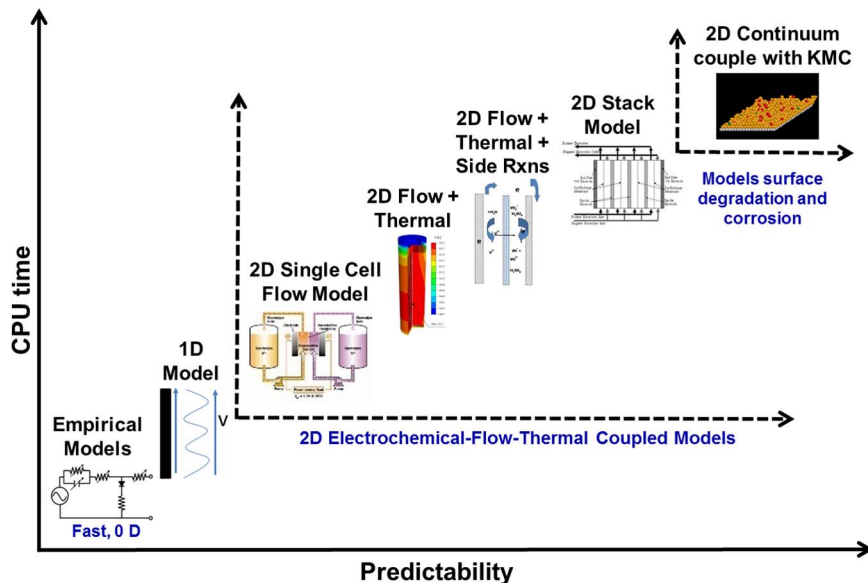 2D Continuum
couple with KMC
Models surface
degradation and
corrosion
2D Stack
Model
2D Flow +
Thermal +
Side Rxns
e
e
2D Flow +
Thermal
2D Single Cell
Flow Model
1D
Model
V
Empirical
Models
Fast, 0 D
2D Electrochemical-Flow-Thermal Coupled Models
CPU time
Predictability